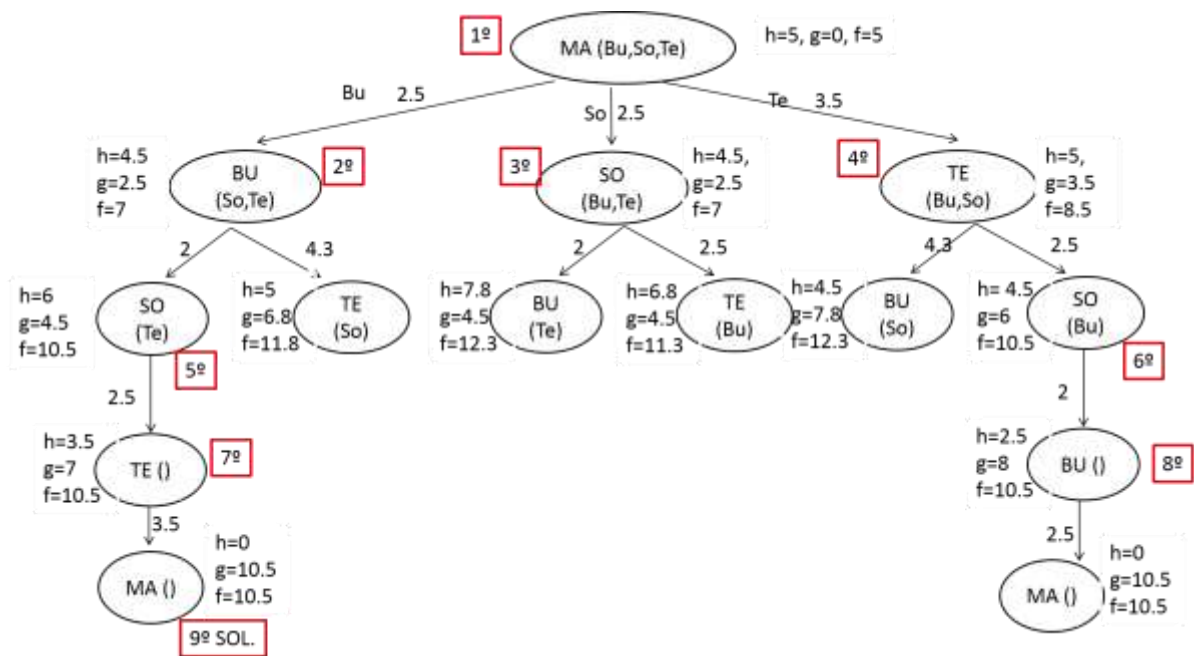 1º
MA (Bu,So,Te)
h=5, g=0, f=5
Bu
2.5
So
2.5
Te
3.5
h=4.5
g=2.5
f=7
BU
(So,Te)
2º
3º
SO
(Bu,Te)
h=4.5,
g=2.5
f=7
4º
TE
(Bu,So)
h=5,
g=3.5
f=8.5
2
4.3
2
2.5
4.3
2.5
h=6
g=4.5
f=10.5
SO
(Te)
5º
h=5
g=6.8
f=11.8
TE
(So)
h=7.8
g=4.5
f=12.3
BU
(Te)
h=6.8
g=4.5
f=11.3
TE
(Bu)
h=4.5
g=7.8
f=12.3
BU
(So)
h= 4.5
g=6
f=10.5
SO
(Bu)
6º
2.5
2
h=3.5
g=7
f=10.5
TE ()
7º
h=2.5
g=8
f=10.5
BU ()
8º
3.5
2.5
MA ()
h=0
g=10.5
f=10.5
9º SOL.
MA ()
h=0
g=10.5
f=10.5